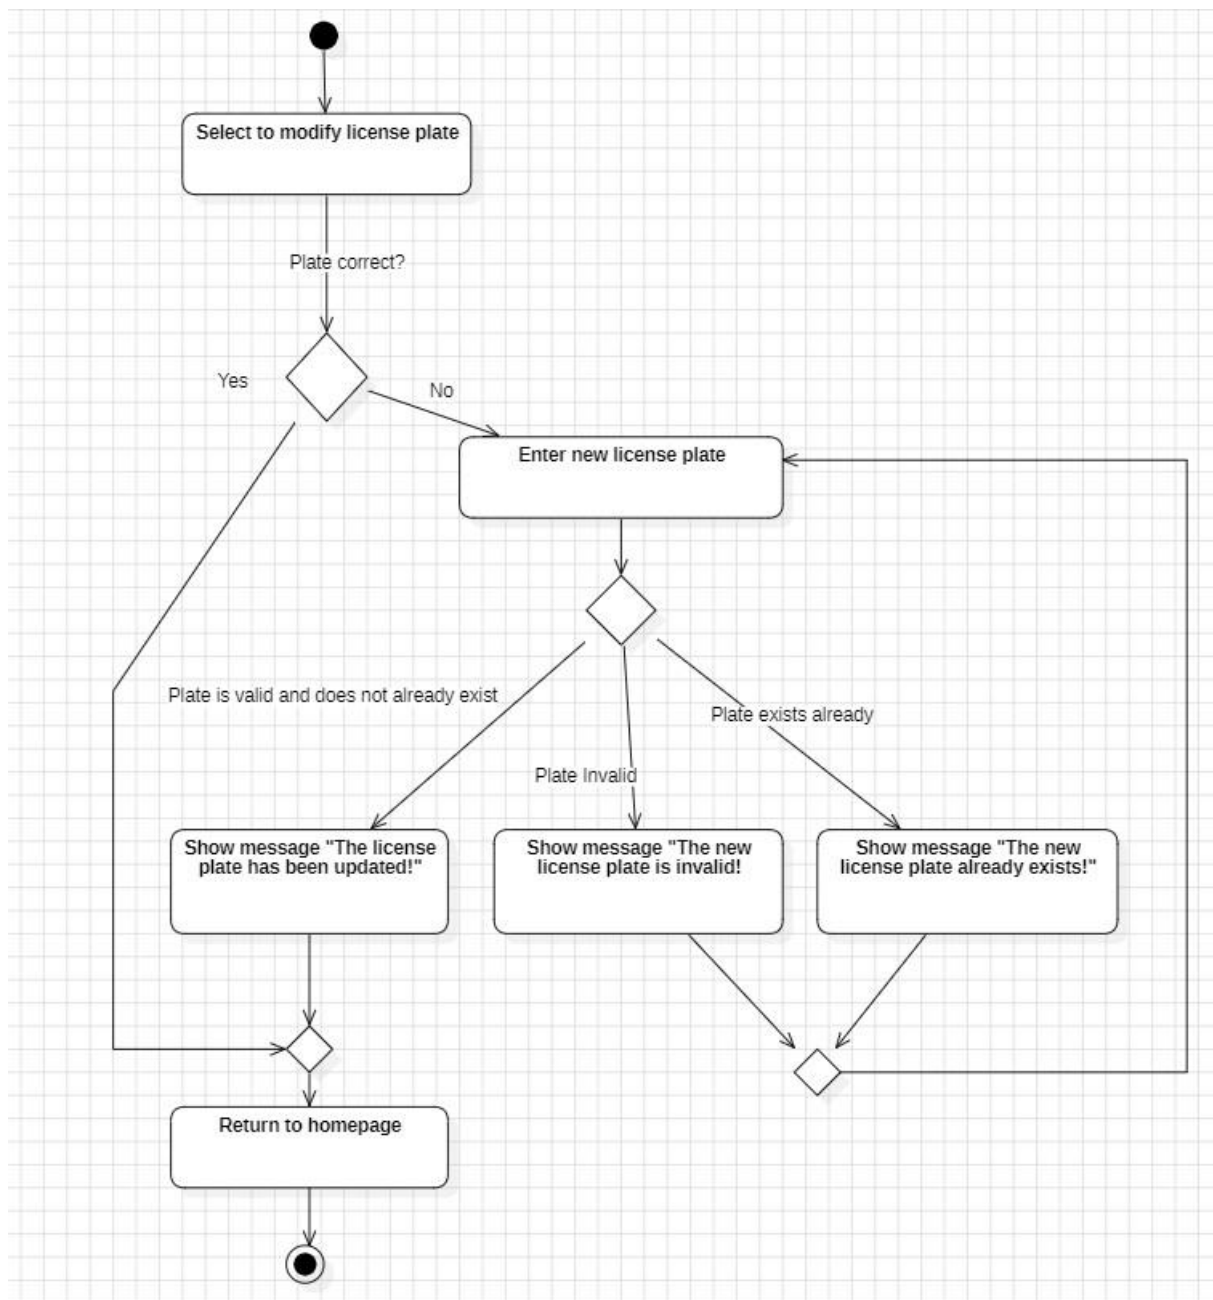 Select to modify license plate
Plate correct?
Yes
No
Enter new license plate
Plate is valid and does not already exist
Plate exists already
Plate Invalid
Show message "The license
plate has been updated!"
Show message "The new
license plate is invalid!
Show message "The new
license plate already exists!"
Return to homepage